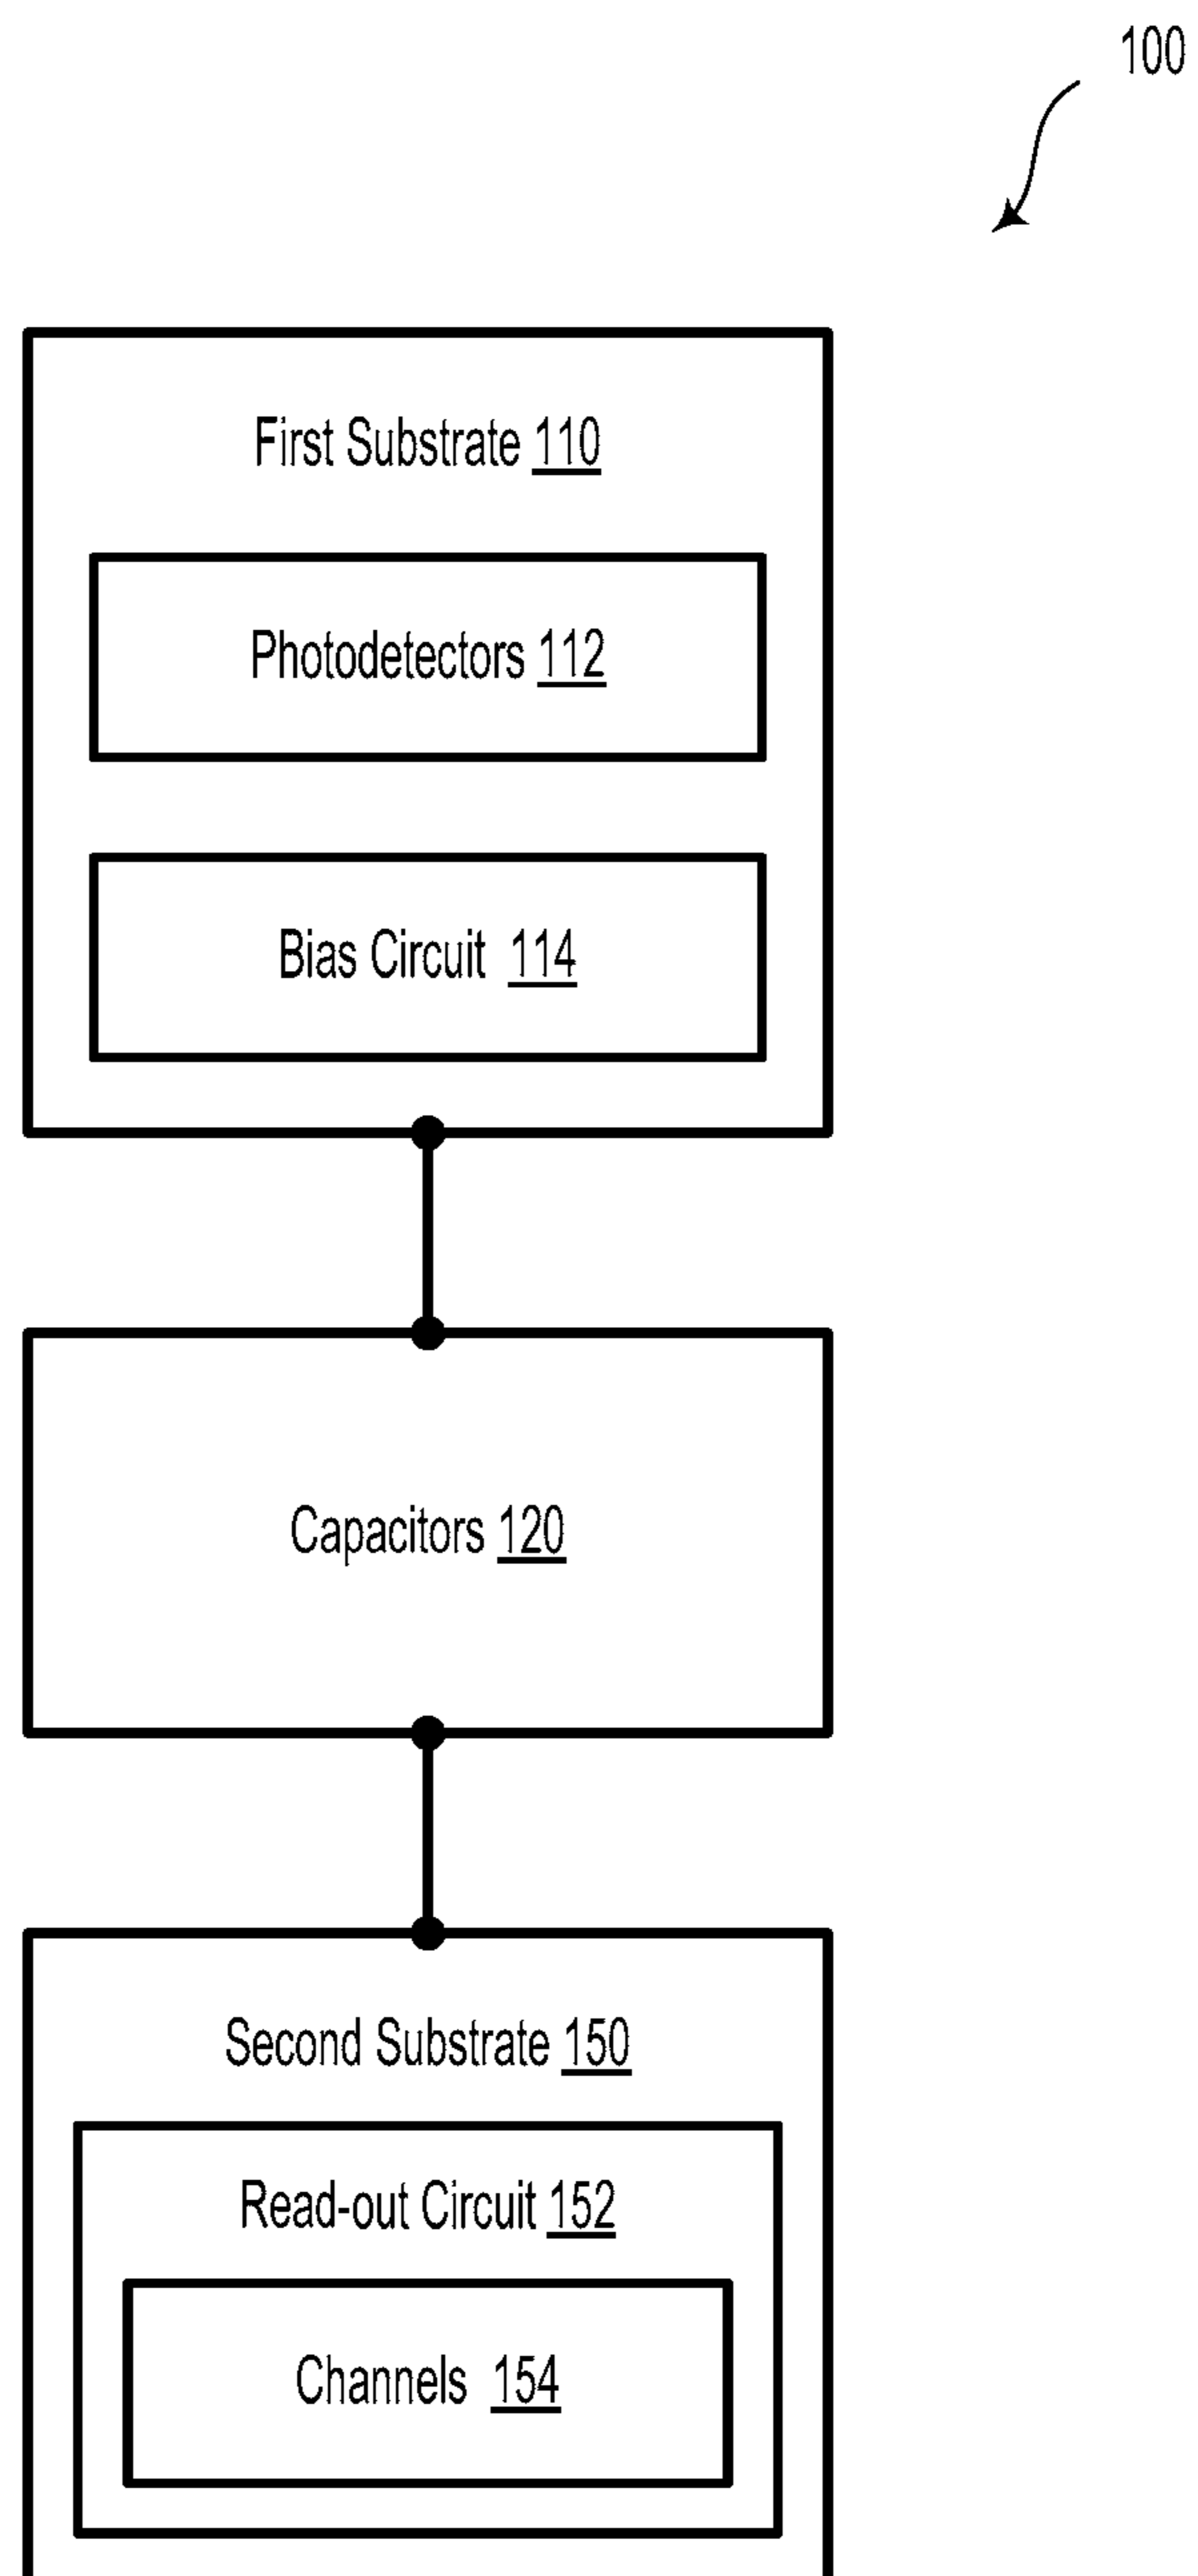 100
First Substrate 110
Photodetectors 112
Bias Circuit 114
Capacitors 120
Second Substrate 150
Read-out Circuit 152
Channels 154